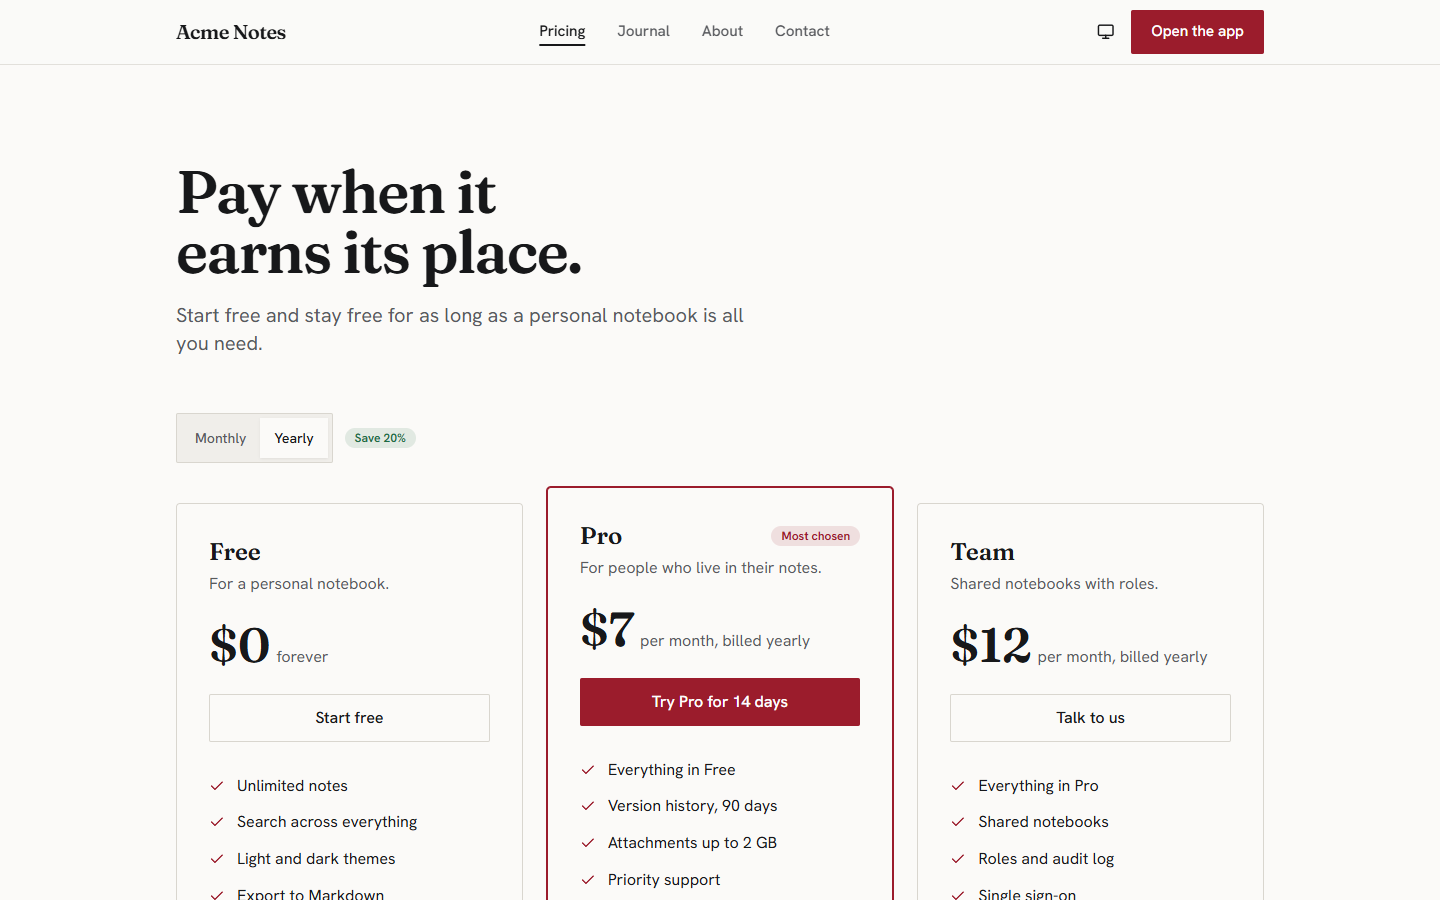 Acme Notes
Pricing
Journal
About
Contact
Open the app
Pay when it
earns its place.
Start free and stay free for as long as a personal notebook is all
you need.
Monthly
Yearly
Save 20%
Free
For a personal notebook.
$0 forever
Start free
Unlimited notes
Search across everything
Light and dark themes
Export to Markdown
Pro
Most chosen
For people who live in their notes.
$7 per month, billed yearly
Try Pro for 14 days
Everything in Free
Version history, 90 days
Attachments up to 2 GB
Priority support
Team
Shared notebooks with roles.
$12 per month, billed yearly
Talk to us
Everything in Pro
Shared notebooks
Roles and audit log
Single sign-on